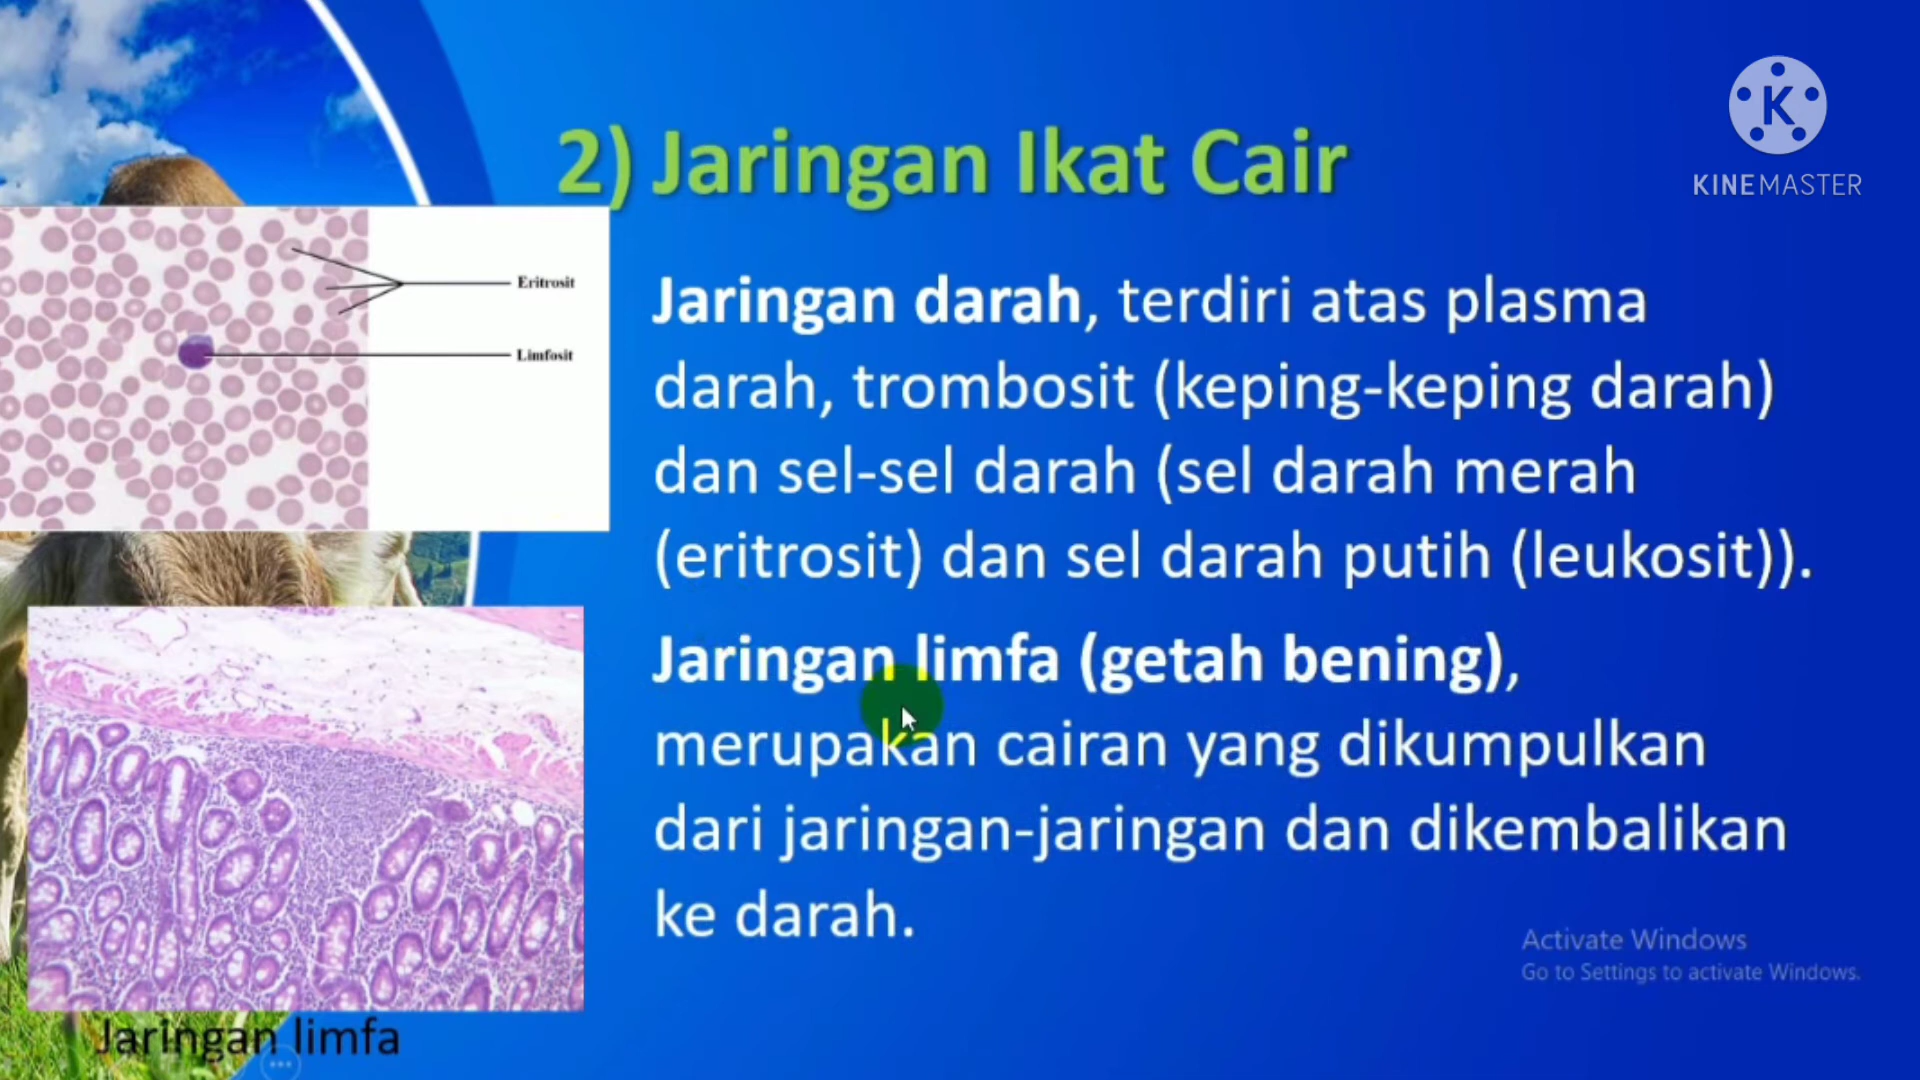 2) Jaringan Ikat Cair
KINEMASTER
Eritrosit
Limfosit
Jaringan darah, terdiri atas plasma
darah, trombosit (keping-keping darah)
dan sel-sel darah (sel darah merah
(eritrosit) dan sel darah putih (leukosit)).
Jaringan limfa (getah bening),
merupakan cairan yang dikumpulkan
dari jaringan-jaringan dan dikembalikan
ke darah.
Activate Windows
Go to Settings to activate Windows.
Jaringan limfa